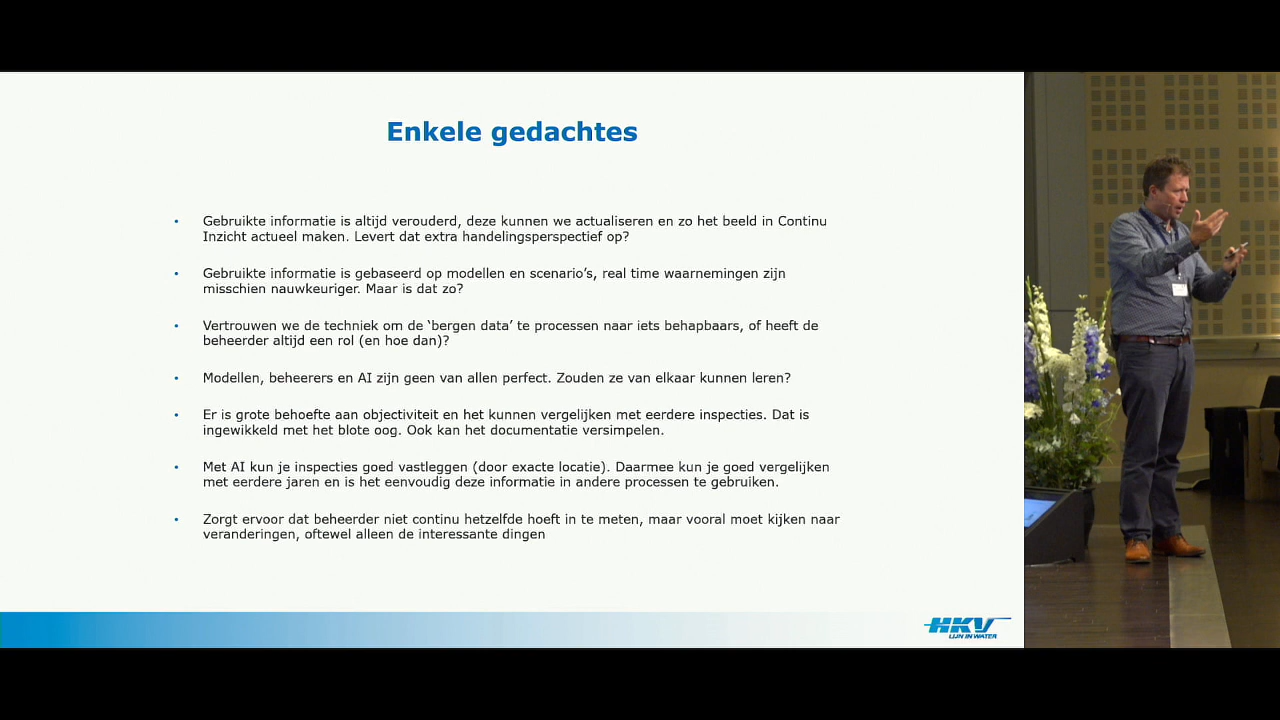 Enkele gedachtes
• Gebruikte informatie is altijd verouderd, deze kunnen we actualiseren en zo het beeld in Continu
Inzicht actueel maken. Levert dat extra handelingsperspectief op?
• Gebruikte informatie is gebaseerd op modellen en scenario's, real time waarnemingen zijn
misschien nauwkeuriger. Maar is dat zo?
• Vertrouwen we de techniek om de 'bergen data' te processen naar iets behapbaars, of heeft de
beheerder altijd een rol (en hoe dan)?
• Modellen, beheerers en AI zijn geen van allen perfect. Zouden ze van elkaar kunnen leren?
• Er is grote behoefte aan objectiviteit en het kunnen vergelijken met eerdere inspecties. Dat is
ingewikkeld met het blote oog. Ook kan het documentatie versimpelen.
• Met AI kun je inspecties goed vastleggen (door exacte locatie). Daarmee kun je goed vergelijken
met eerdere jaren en is het eenvoudig deze informatie in andere processen te gebruiken.
• Zorgt ervoor dat beheerder niet continu hetzelfde hoeft in te meten, maar vooral moet kijken naar
veranderingen, oftewel alleen de interessante dingen
HKV
LIJN IN WATER